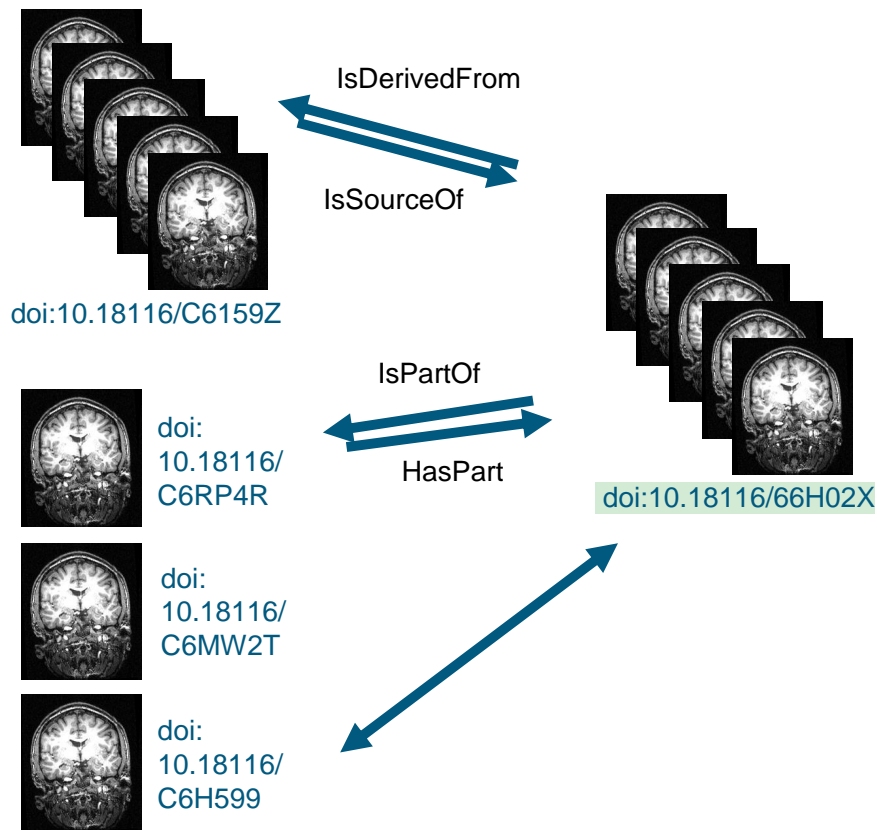 IsDerivedFrom
IsSourceOf
doi:10.18116/C6159Z
IsPartOf
HasPart
doi:
10.18116/
C6RP4R
doi:10.18116/66H02X
doi:
10.18116/
C6MW2T
doi:
10.18116/
C6H599